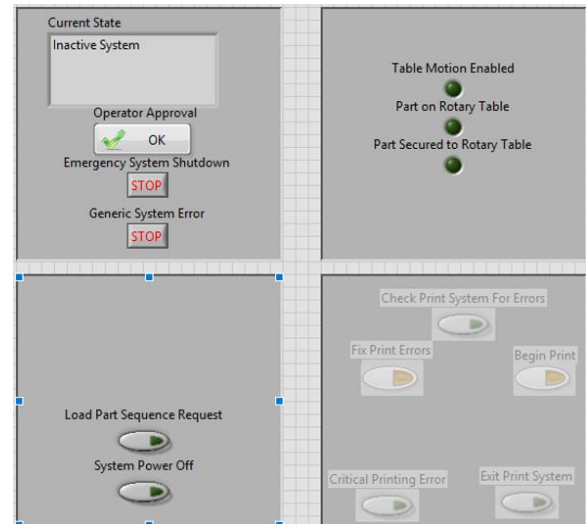 Current State
Inactive System
Operator Approval
OK
Emergency System Shutdown
STOP
Generic System Error
STOP
Table Motion Enabled
Part on Rotary Table
Part Secured to Rotary Table
Load Part Sequence Request
System Power Off
Check Print System For Errors
Fix Print Errors
Begin Print
Critical Printing Error
Exit Print System